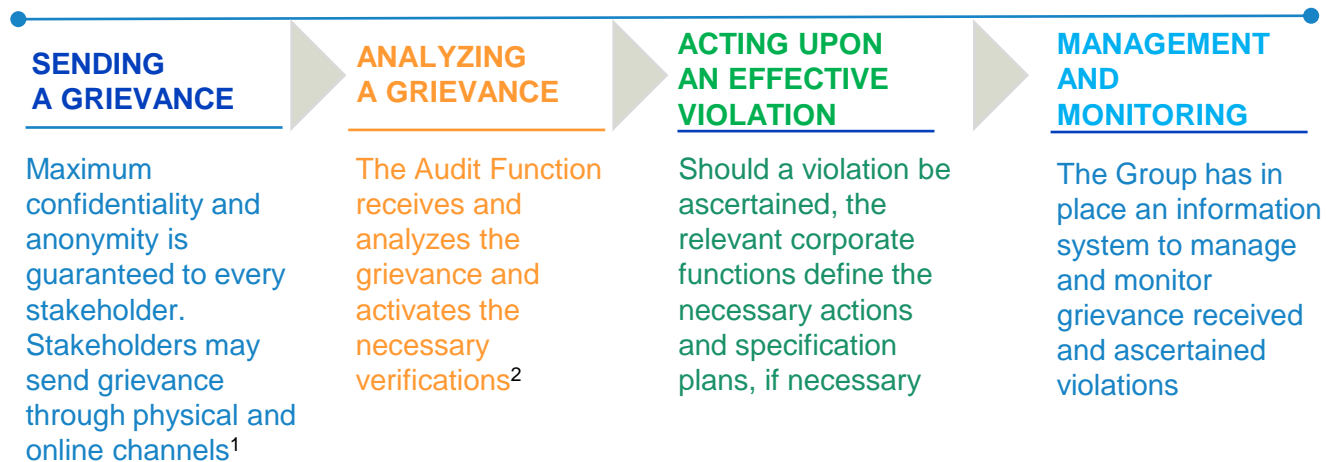 SENDING
A GRIEVANCE
Maximum
confidentiality and
anonymity is
guaranteed to every
stakeholder.
Stakeholders may
send grievance
through physical and
online channels1
ANALYZING
A GRIEVANCE
The Audit Function
receives and
analyzes the
grievance and
activates the
necessary
verifications2
ACTING UPON
AN EFFECTIVE
VIOLATION
Should a violation be
ascertained, the
relevant corporate
functions define the
necessary actions
and specification
plans, if necessary
MANAGEMENT
AND
MONITORING
The Group has in
place an information
system to manage
and monitor
grievance received
and ascertained
violations